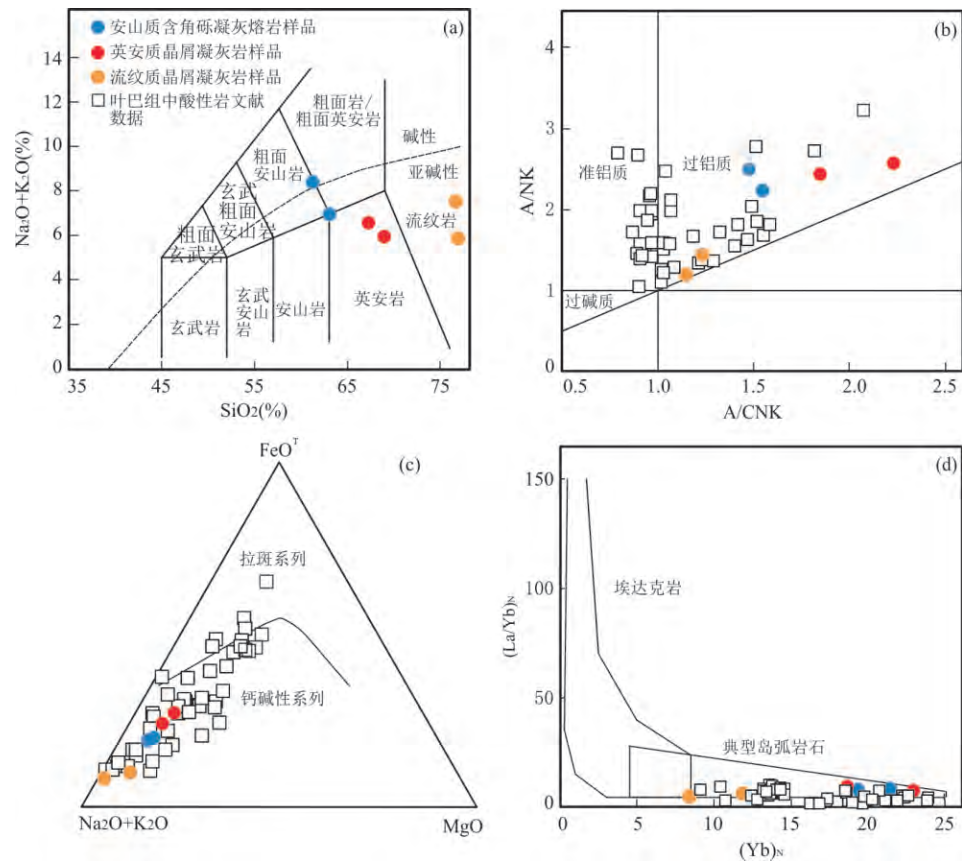 (a)
安山质含角砾凝灰熔岩样品
英安质晶屑凝灰岩样品
流纹质晶屑凝灰岩样品
叶巴组中酸性岩文献
数据
14
12
10
8
6
4
2
0
Na2O+K2O(%)
粗面岩/
粗面英安岩
碱性
亚碱性
粗面
安山岩
玄武
粗面
安山岩
粗面
玄武岩
流纹岩
英安岩
安山岩
玄武
安山
岩
玄武岩
35
45
55
65
75
SiO2(%)
(b)
4
3
2
1
0
A/NK
准铝质
过铝质
过碱质
0.5
1.0
1.5
2.0
2.5
A/CNK
(c)
FeOT
拉斑系列
钙碱性系列
Na2O+K2O
MgO
(d)
150
100
50
0
(La/Yb)N
埃达克岩
典型岛弧岩石
0
5
10
15
20
25
(Yb)N